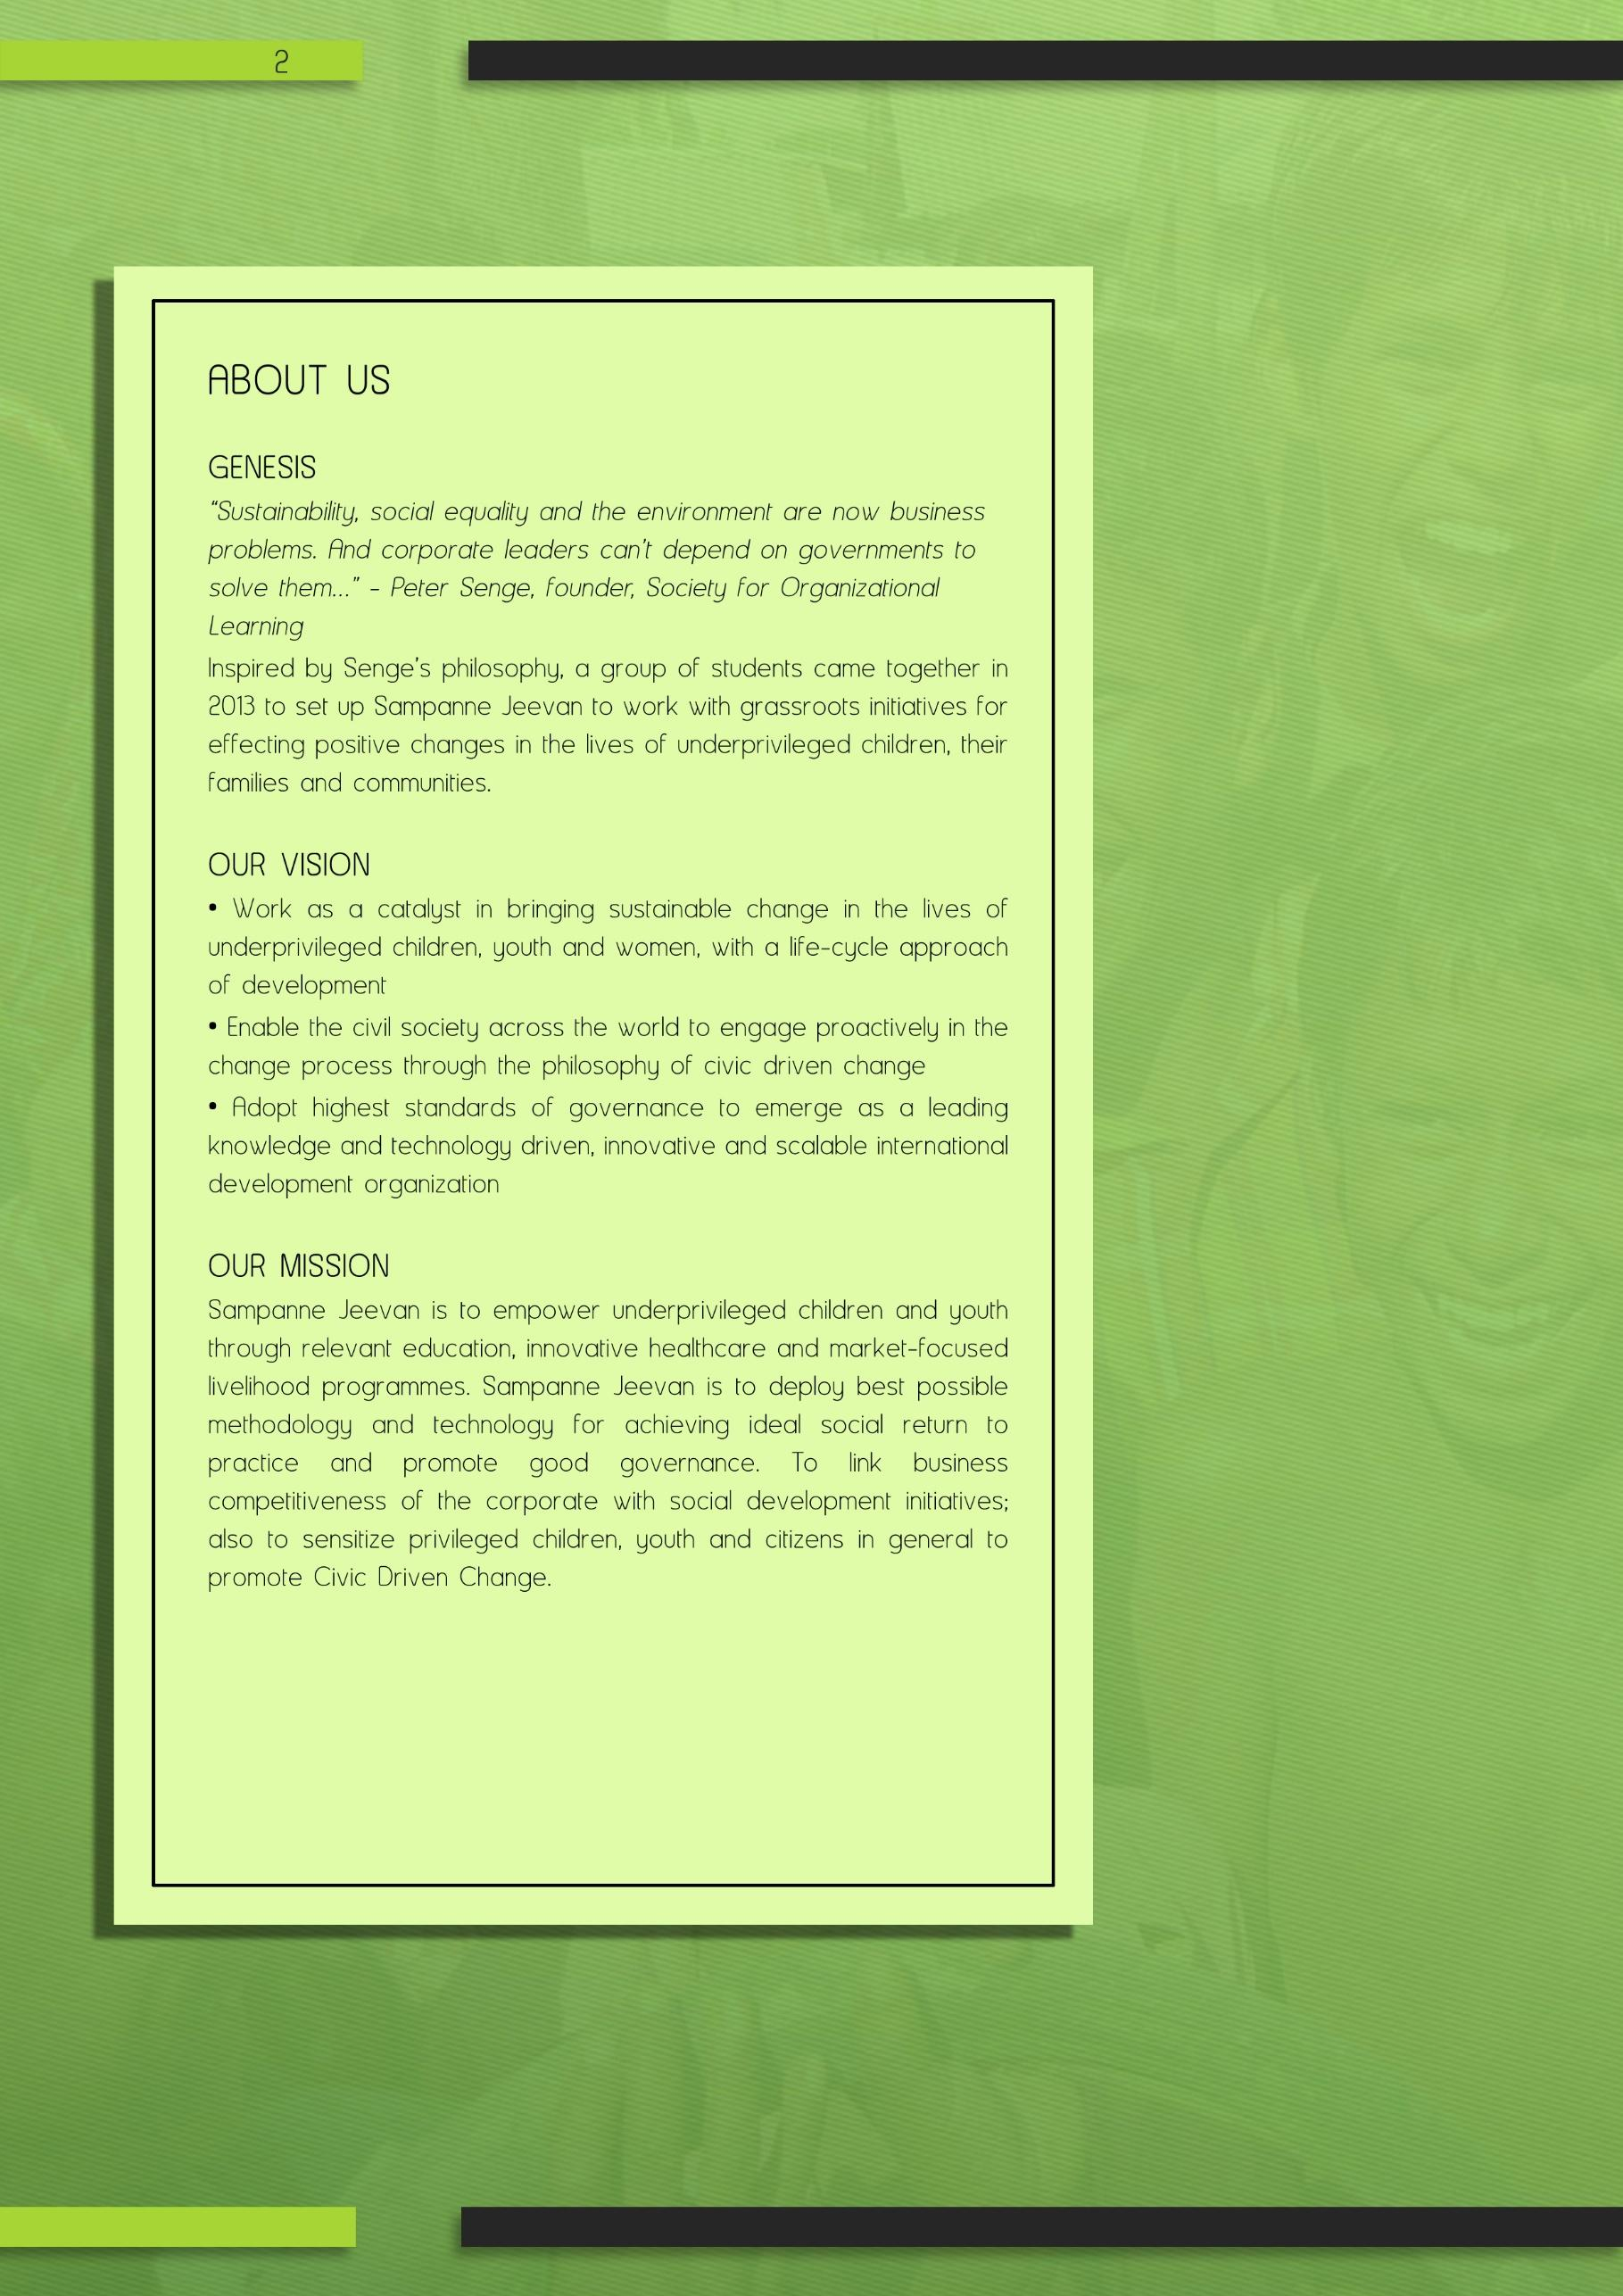 2
ABOUT US
GENESIS
“Sustainability, social equality and the environment are now business
problems. And corporate leaders can’t depend on governments to
solve them...” – Peter Senge, founder, Society for Organizational
Learning
Inspired by Senge’s philosophy, a group of students came together in
2013 to set up Sampanne Jeevan to work with grassroots initiatives for
effecting positive changes in the lives of underprivileged children, their
families and communities.
OUR VISION
• Work as a catalyst in bringing sustainable change in the lives of
underprivileged children, youth and women, with a life-cycle approach
of development
• Enable the civil society across the world to engage proactively in the
change process through the philosophy of civic driven change
• Adopt highest standards of governance to emerge as a leading
knowledge and technology driven, innovative and scalable international
development organization
OUR MISSION
Sampanne Jeevan is to empower underprivileged children and youth
through relevant education, innovative healthcare and market-focused
livelihood programmes. Sampanne Jeevan is to deploy best possible
methodology and technology for achieving ideal social return to
practice and promote good governance. To link business
competitiveness of the corporate with social development initiatives;
also to sensitize privileged children, youth and citizens in general to
promote Civic Driven Change.